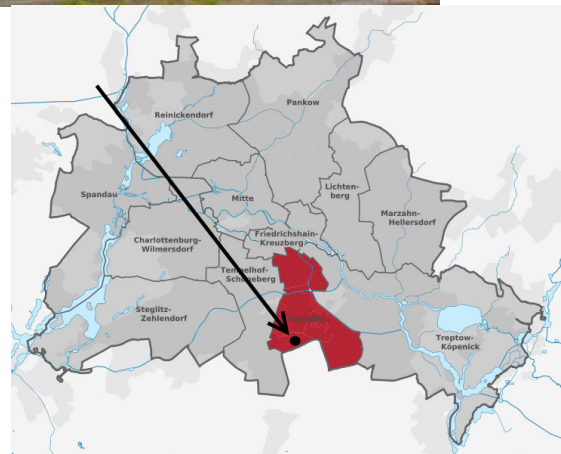 Reinickendorf
Pankow
Spandau
Mitte
Lichten-
berg
Marzahn-
Hellersdorf
Charlottenburg-
Wilmersdorf
Friedrichshain-
Kreuzberg
Tempelhof-
Schöneberg
Steglitz-
Zehlendorf
Treptow-
Köpenick